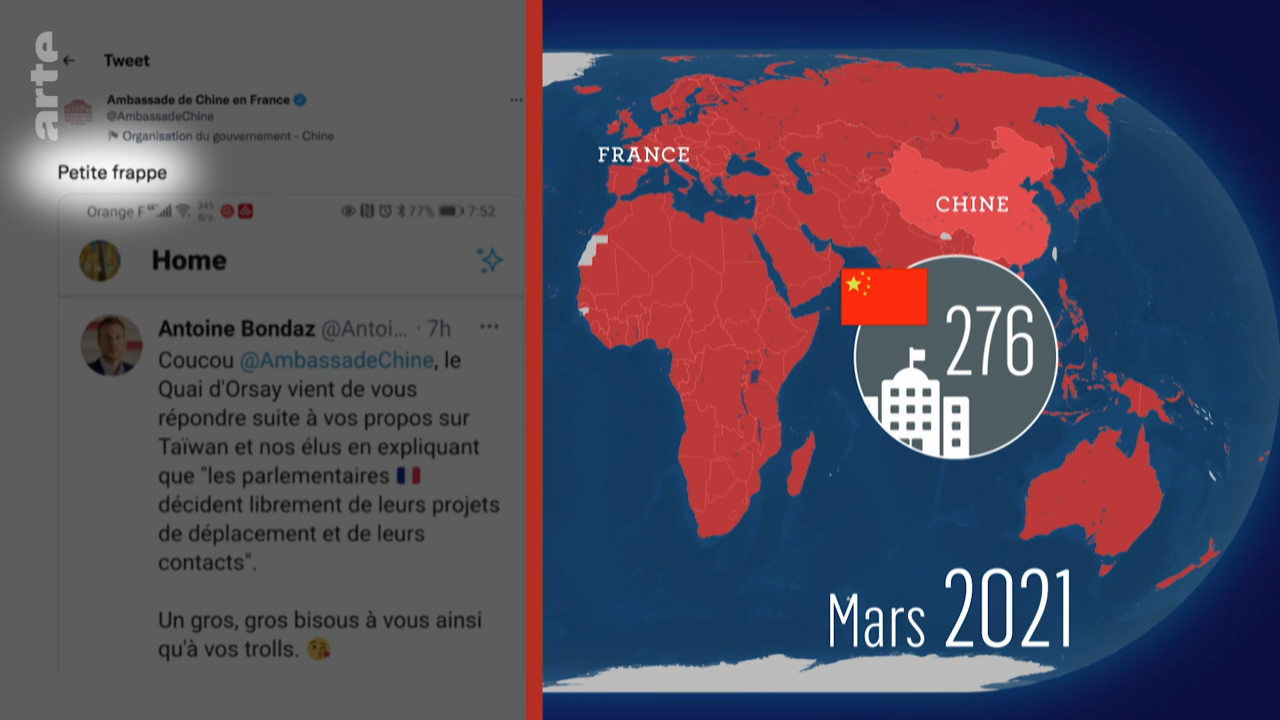 arte
Tweet
Ambassade de Chine en France
@AmbassadeChine
Organisation du gouvernement - Chine
Petite frappe
Orange F 345 B/s 77% 7:52
Home
Antoine Bondaz @Antoi... · 7h
Coucou @AmbassadeChine, le
Quai d'Orsay vient de vous
répondre suite à vos propos sur
Taïwan et nos élus en expliquant
que "les parlementaires 🇫🇷
décident librement de leurs projets
de déplacement et de leurs
contacts".
Un gros, gros bisous à vous ainsi
qu'à vos trolls. 😘
FRANCE
CHINE
276
Mars 2021